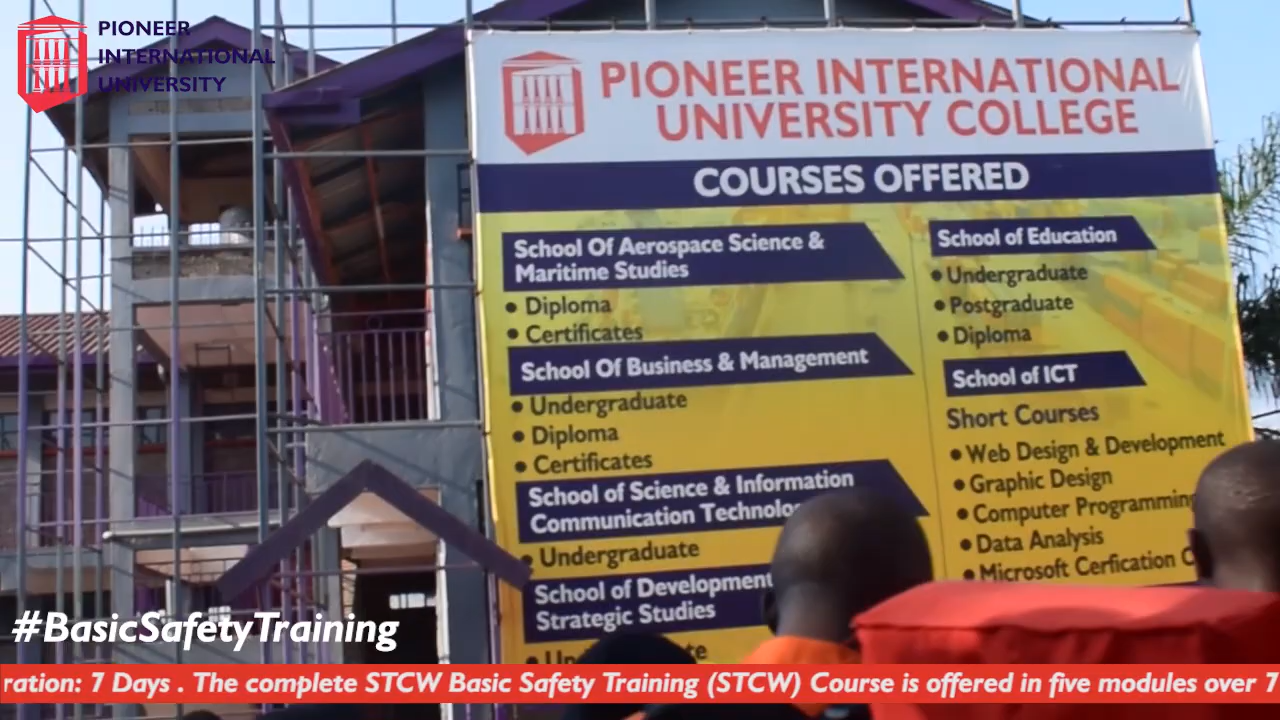 PIONEER
INTERNATIONAL
UNIVERSITY
PIONEER INTERNATIONAL
UNIVERSITY COLLEGE
COURSES OFFERED
School Of Aerospace Science &
Maritime Studies
• Diploma
• Certificates
School Of Business & Management
• Undergraduate
• Diploma
• Certificates
School of Science & Information
Communication Technolo
• Undergraduate
School of Development
Strategic Studies
School of Education
• Undergraduate
• Postgraduate
• Diploma
School of ICT
Short Courses
• Web Design & Development
• Graphic Design
• Computer Programming
• Data Analysis
• Microsoft Cerfication C
#BasicSafetyTraining
ration: 7 Days . The complete STCW Basic Safety Training (STCW) Course is offered in five modules over 7